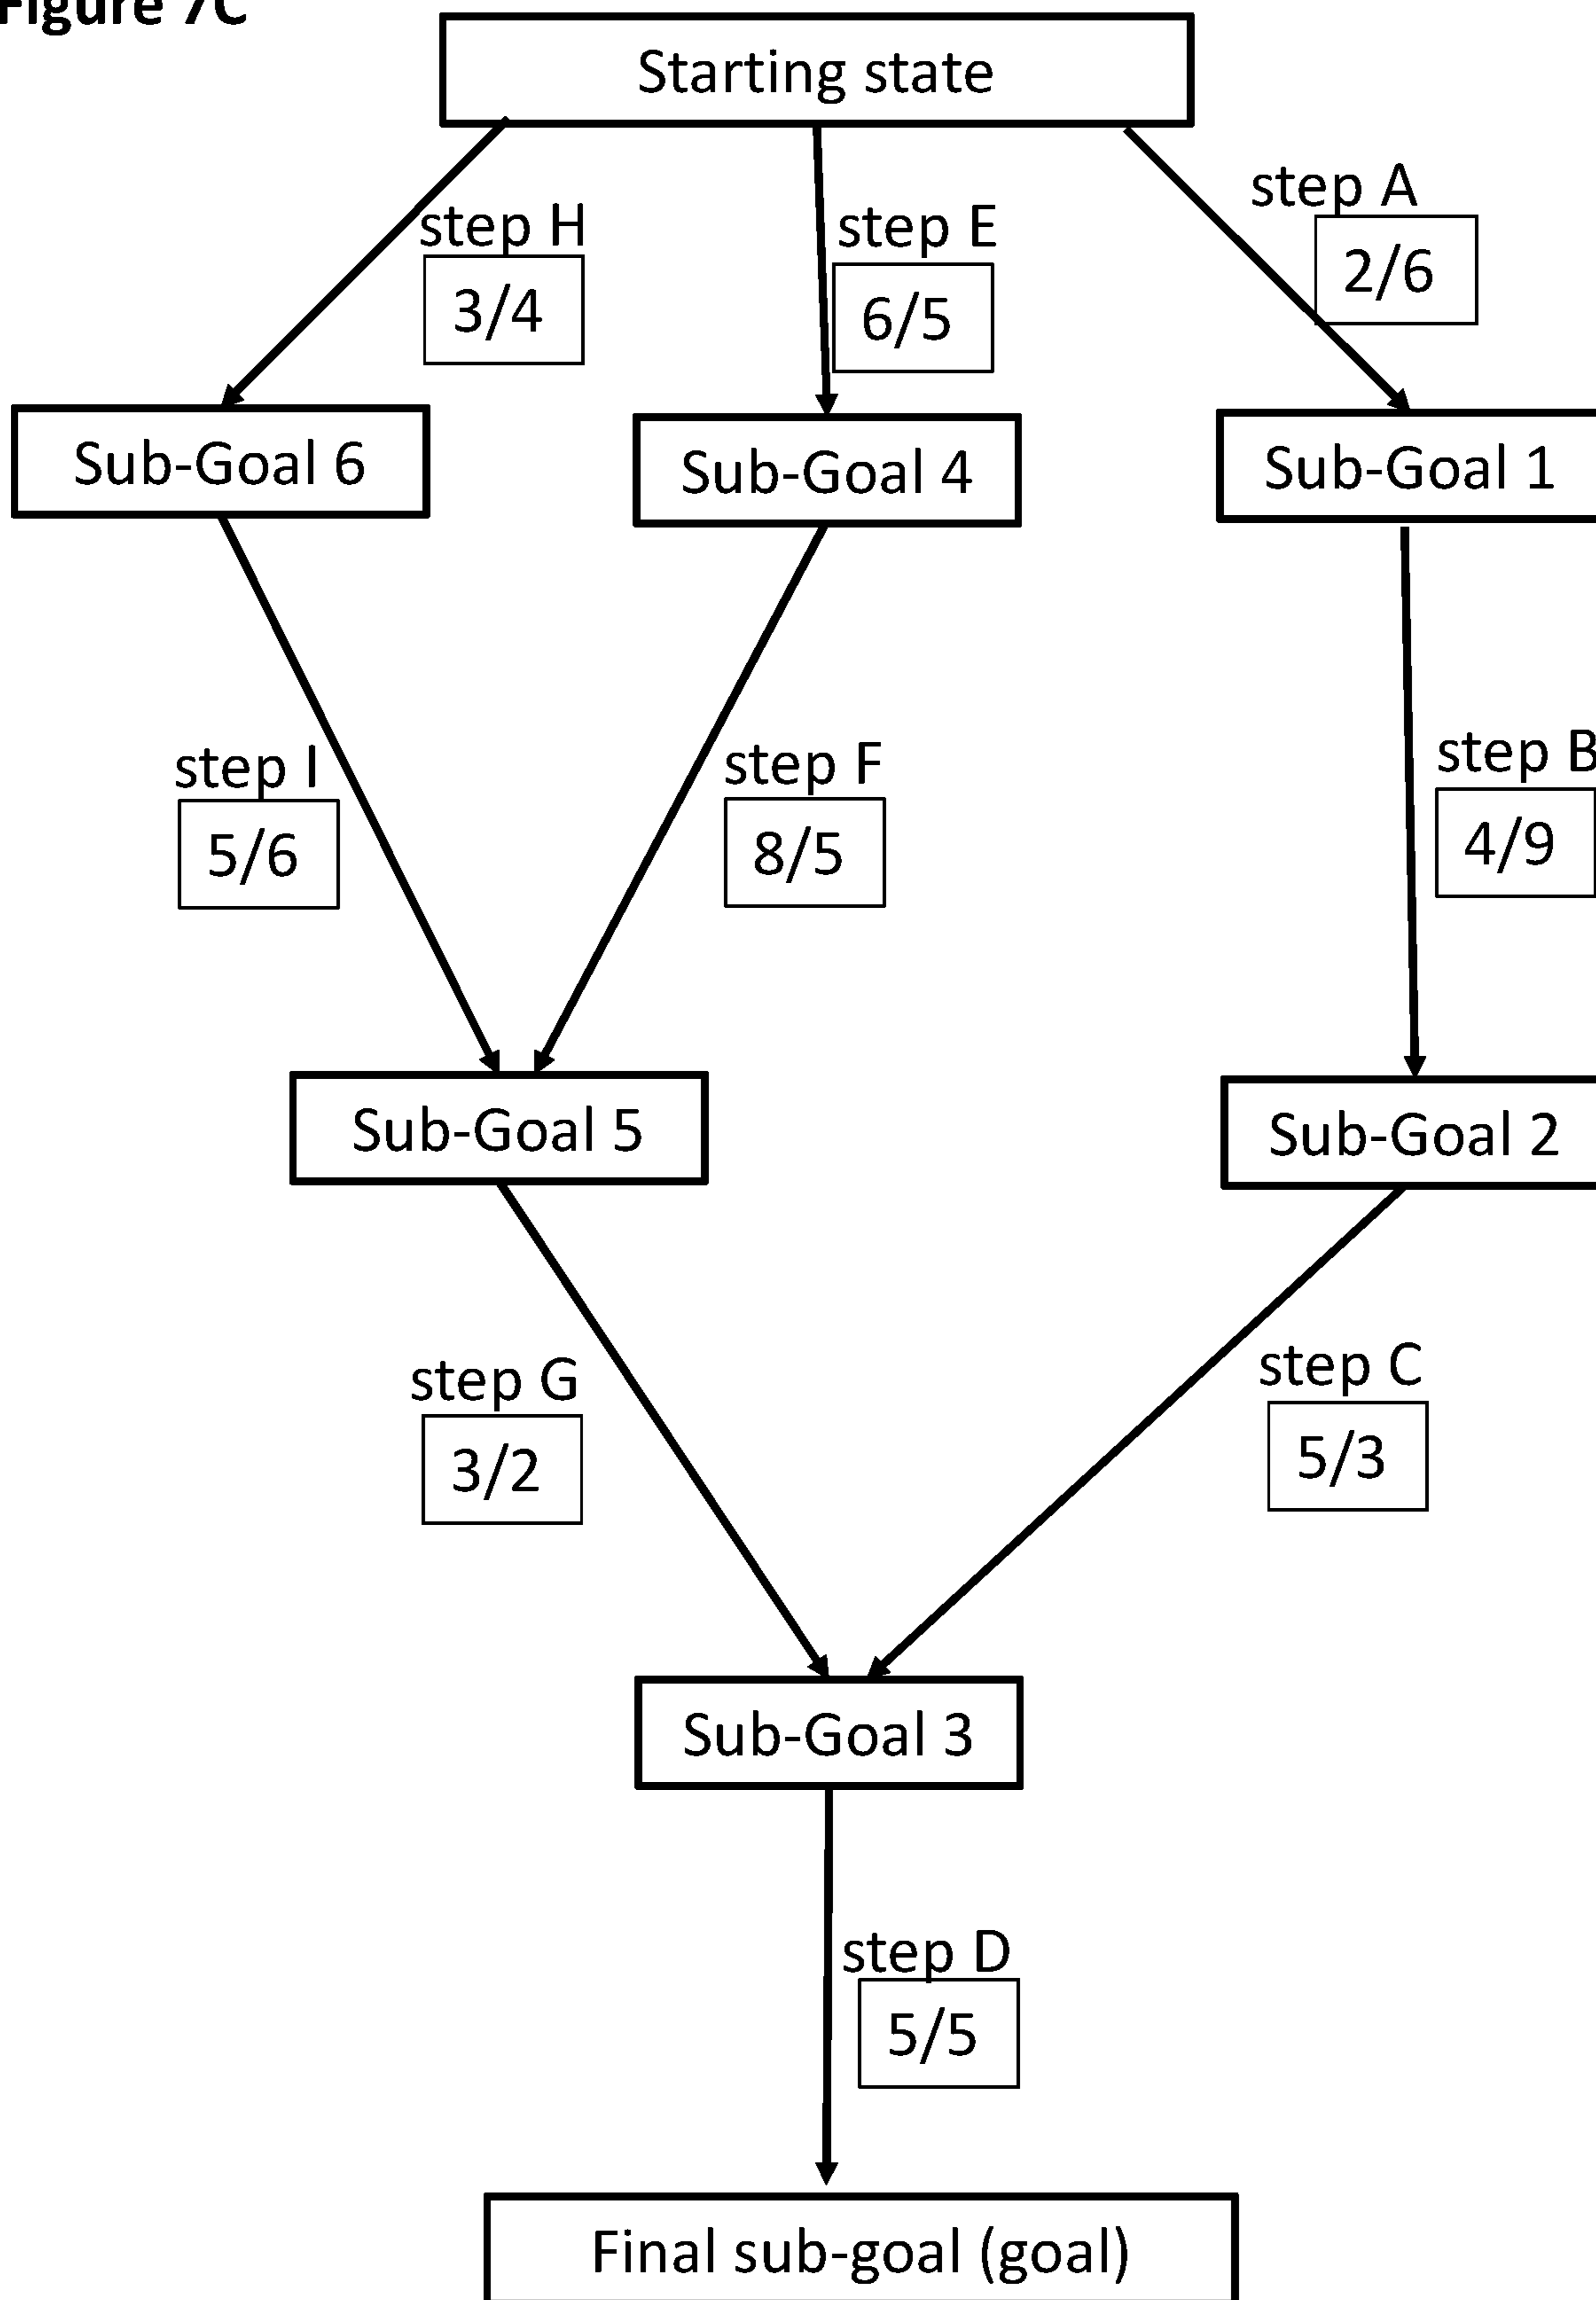 Figure 7C
Starting state
step H
3/4
step E
6/5
step A
2/6
Sub-Goal 6
Sub-Goal 4
Sub-Goal 1
step I
5/6
step F
8/5
step B
4/9
Sub-Goal 5
Sub-Goal 2
step G
3/2
step C
5/3
Sub-Goal 3
step D
5/5
Final sub-goal (goal)